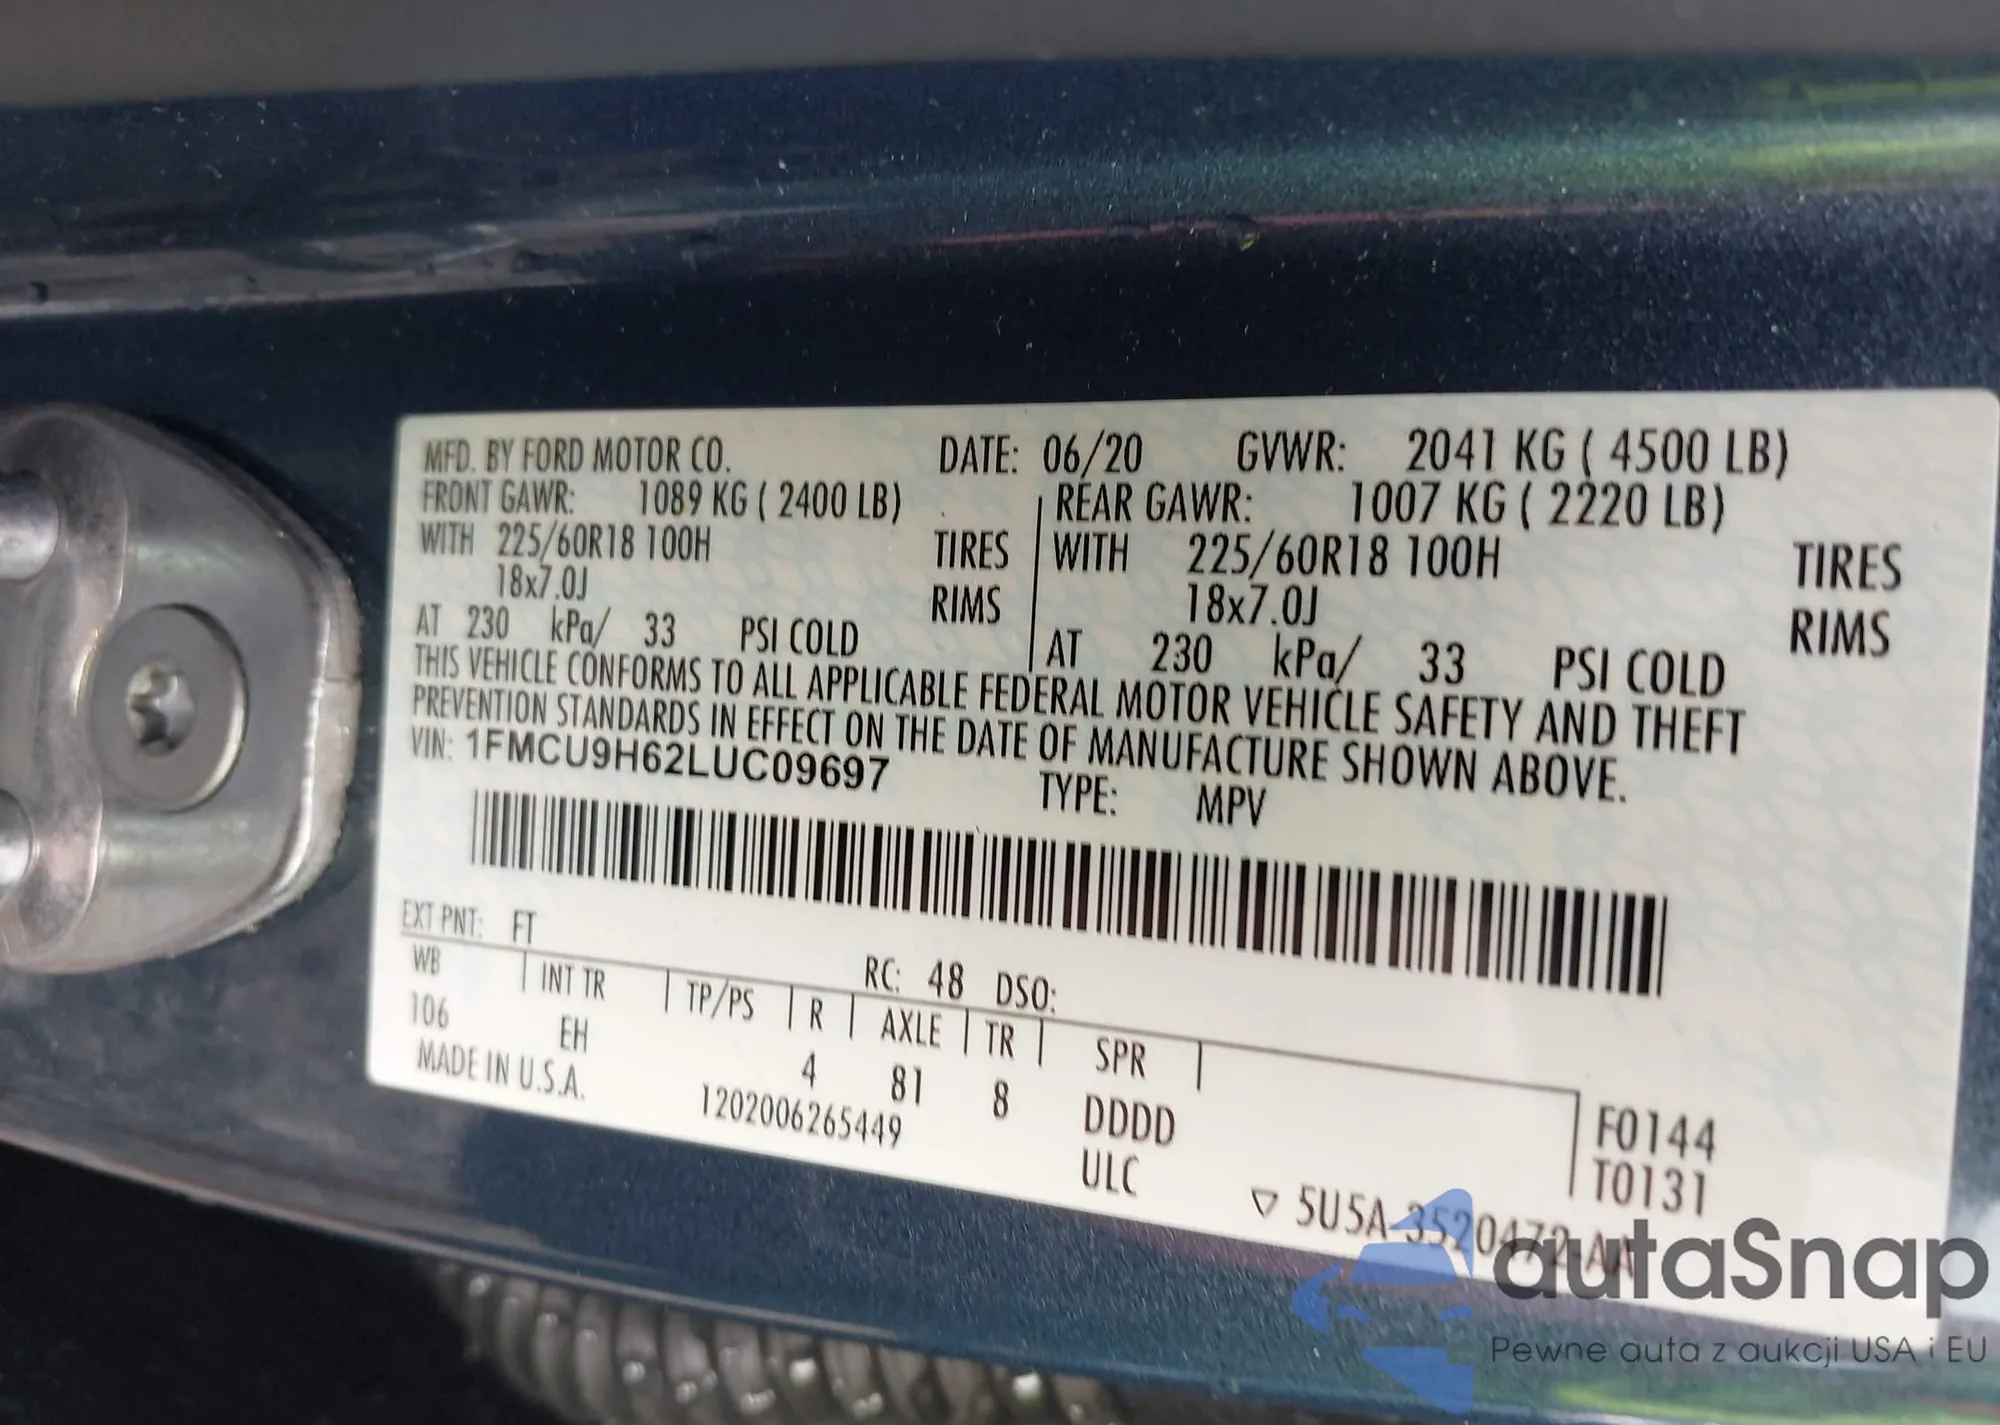 MFD. BY FORD MOTOR CO. DATE: 06/20 GVWR: 2041 KG ( 4500 LB)
FRONT GAWR: 1089 KG ( 2400 LB) REAR GAWR: 1007 KG ( 2220 LB)
WITH 225/60R18 100H TIRES WITH 225/60R18 100H TIRES
18x7.0J RIMS 18x7.0J RIMS
AT 230 kPa/ 33 PSI COLD AT 230 kPa/ 33 PSI COLD
THIS VEHICLE CONFORMS TO ALL APPLICABLE FEDERAL MOTOR VEHICLE SAFETY AND THEFT
PREVENTION STANDARDS IN EFFECT ON THE DATE OF MANUFACTURE SHOWN ABOVE.
VIN: 1FMCU9H62LUC09697 TYPE: MPV
EXT PNT: FT RC: 48 DSO:
WB INT TR TP/PS R AXLE TR SPR
106 EH 4 81 8 DDDD F0144
MADE IN U.S.A. 1202006265449 ULC T0131
▽ 5U5A-3520472-AA
autaSnap
Pewne auta z aukcji USA i EU